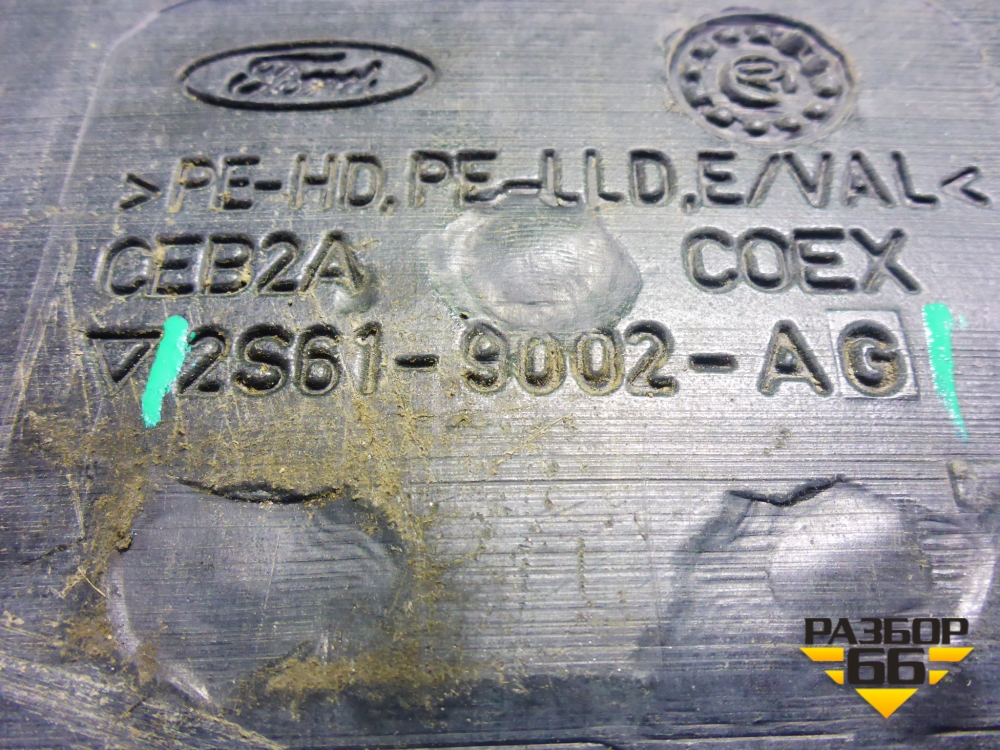 Ford
>PE-HD,PE-LLD,E/VAL<
CEB2A COEX
2S61-9002-AG
РАЗБОР
66